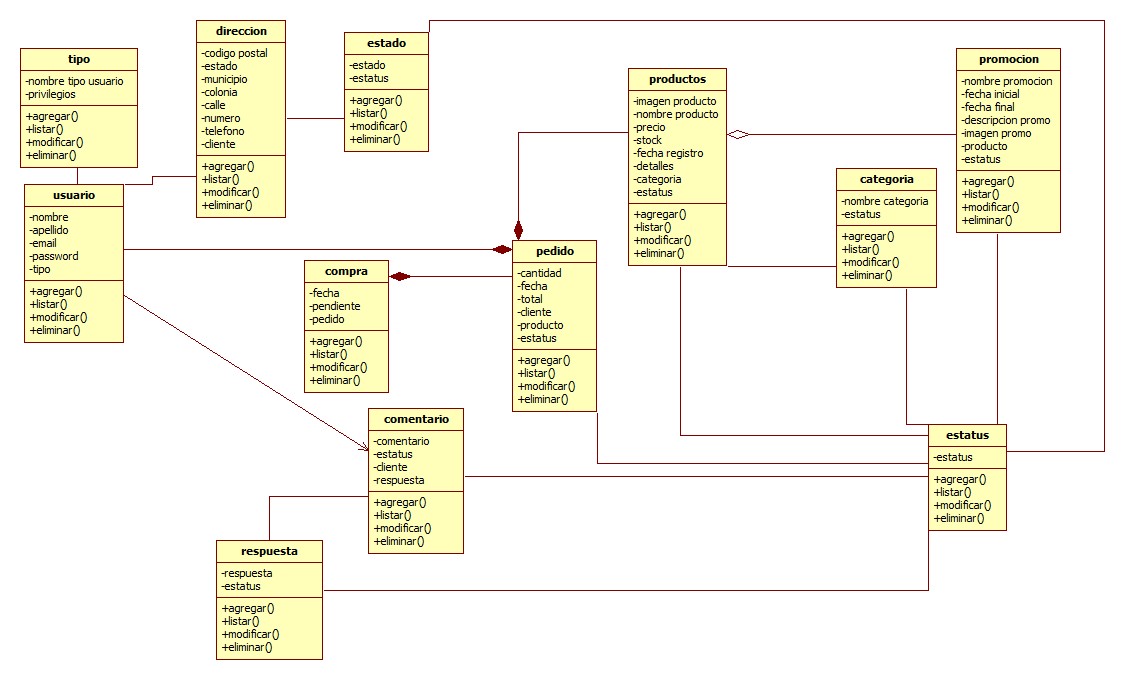 tipo
-nombre tipo usuario
-privilegios
+agregar()
+listar()
+modificar()
+eliminar()
direccion
-codigo postal
-estado
-municipio
-colonia
-calle
-numero
-telefono
-cliente
+agregar()
+listar()
+modificar()
+eliminar()
estado
-estado
-estatus
+agregar()
+listar()
+modificar()
+eliminar()
productos
-imagen producto
-nombre producto
-precio
-stock
-fecha registro
-detalles
-categoria
-estatus
+agregar()
+listar()
+modificar()
+eliminar()
promocion
-nombre promocion
-fecha inicial
-fecha final
-descripcion promo
-imagen promo
-producto
-estatus
+agregar()
+listar()
+modificar()
+eliminar()
categoria
-nombre categoria
-estatus
+agregar()
+listar()
+modificar()
+eliminar()
usuario
-nombre
-apellido
-email
-password
-tipo
+agregar()
+listar()
+modificar()
+eliminar()
compra
-fecha
-pendiente
-pedido
+agregar()
+listar()
+modificar()
+eliminar()
pedido
-cantidad
-fecha
-total
-cliente
-producto
-estatus
+agregar()
+listar()
+modificar()
+eliminar()
comentario
-comentario
-estatus
-cliente
-respuesta
+agregar()
+listar()
+modificar()
+eliminar()
estatus
-estatus
+agregar()
+listar()
+modificar()
+eliminar()
respuesta
-respuesta
-estatus
+agregar()
+listar()
+modificar()
+eliminar()